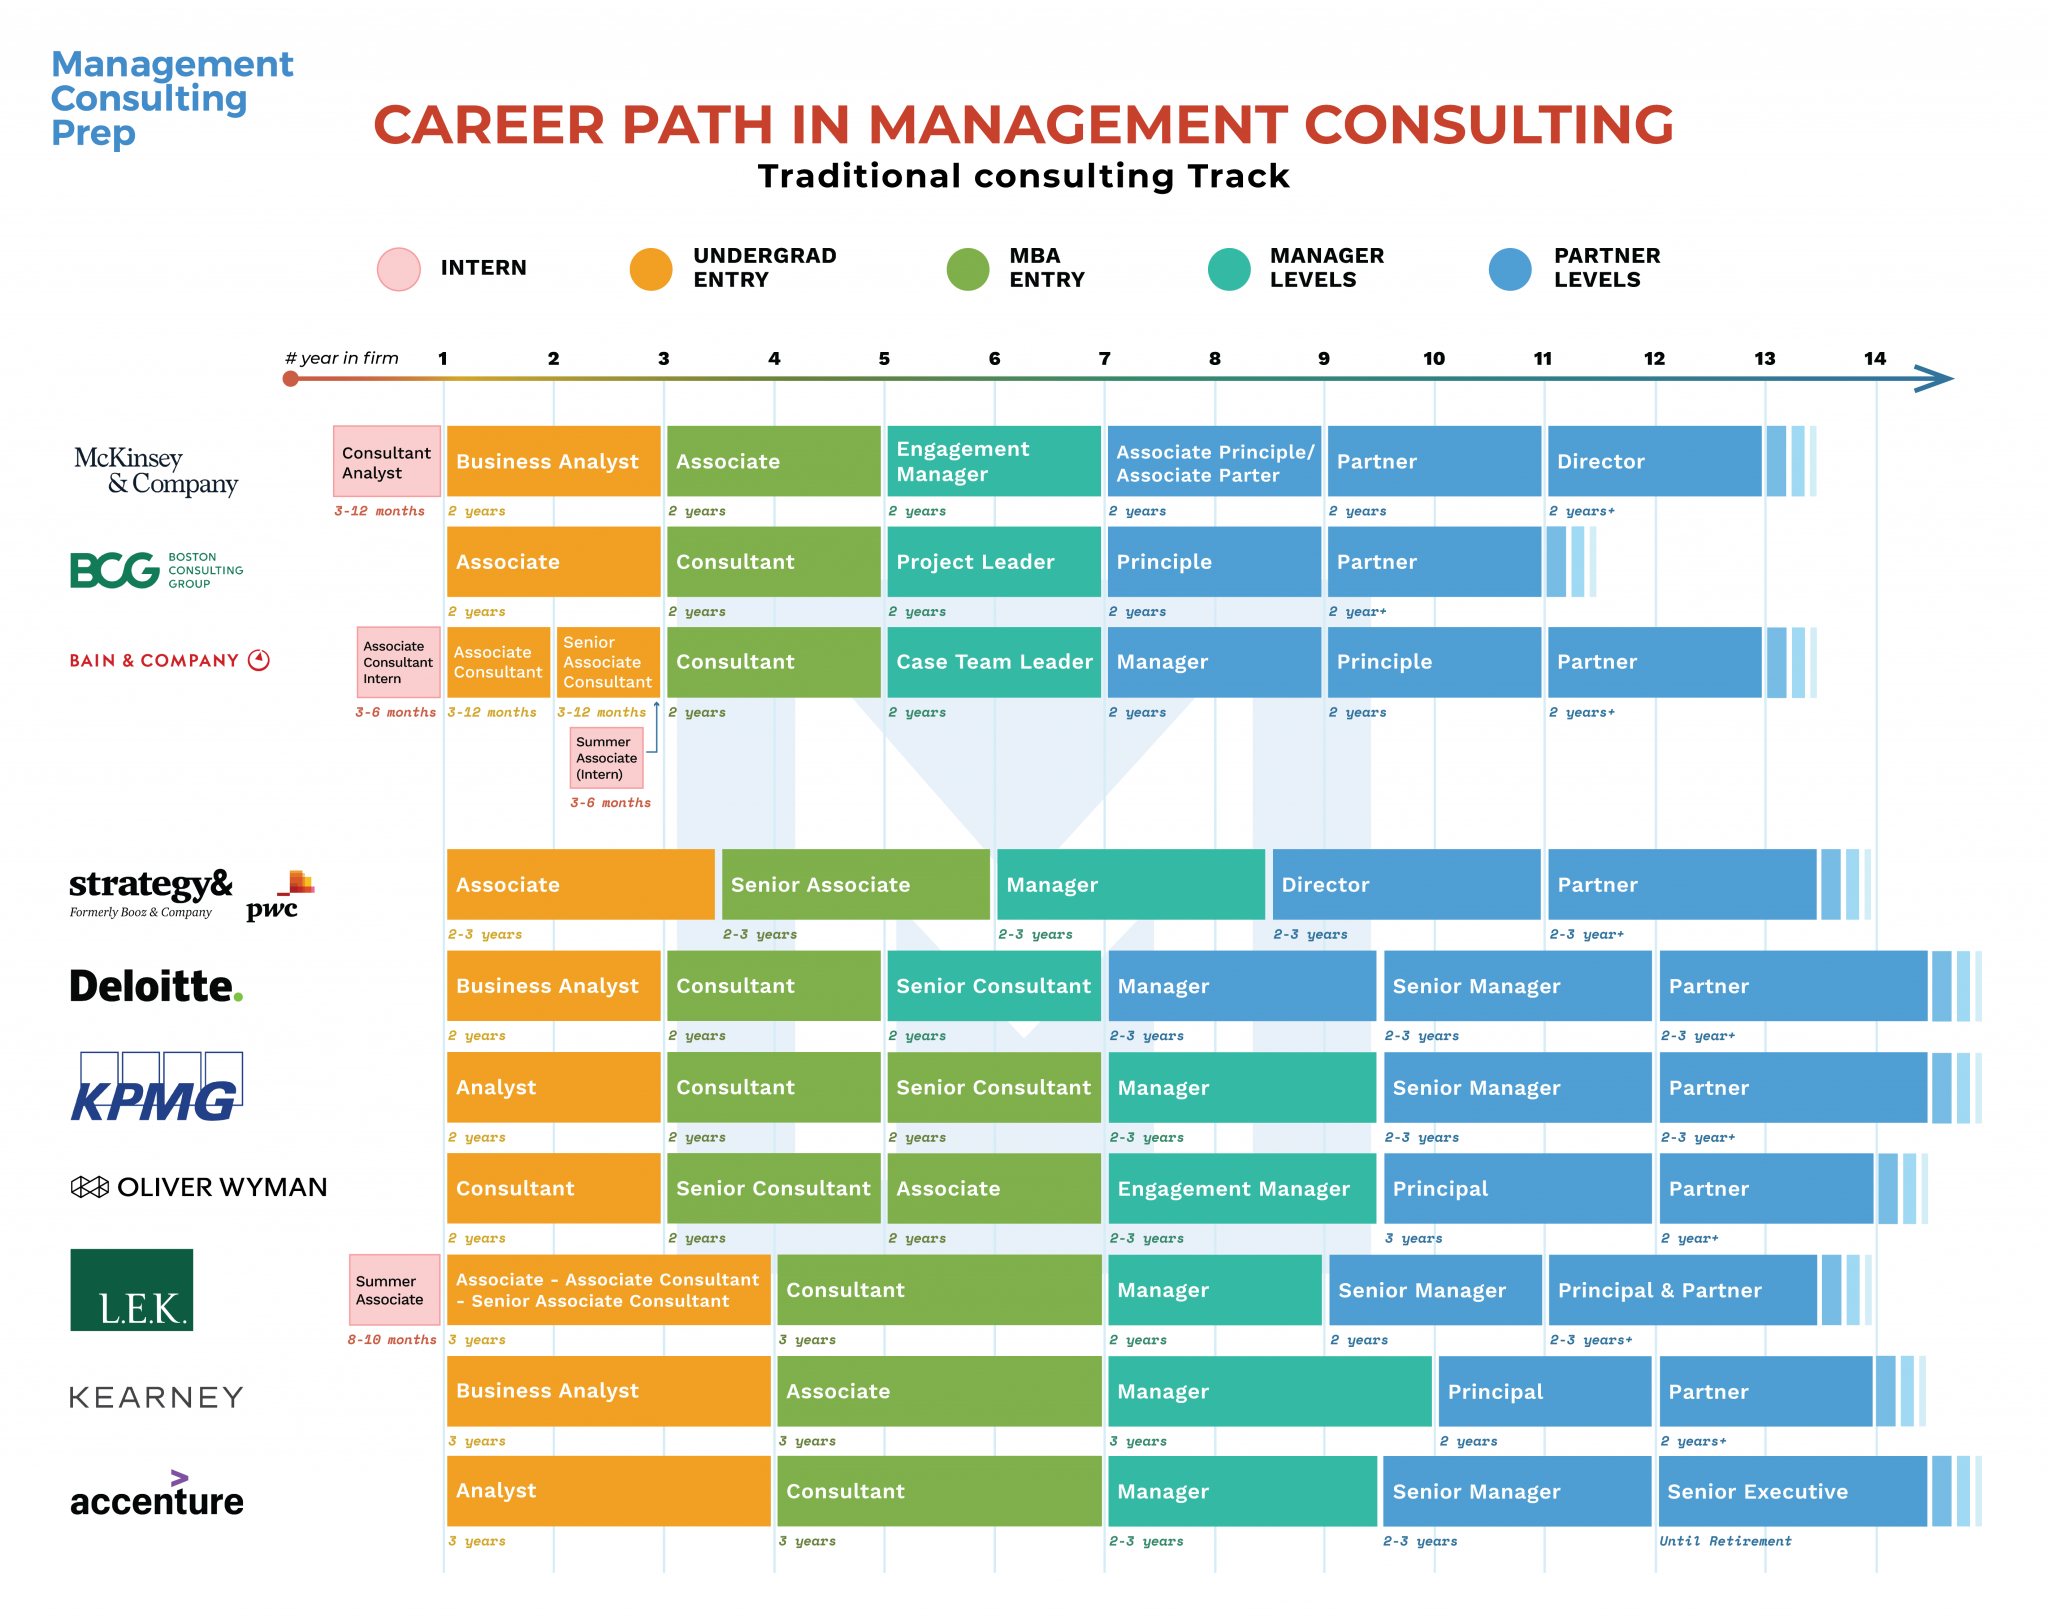 Management
Consulting
Prep
CAREER PATH IN MANAGEMENT CONSULTING
Traditional consulting Track
INTERN
UNDERGRAD
ENTRY
MBA
ENTRY
MANAGER
LEVELS
PARTNER
LEVELS
# year in firm 1 2 3 4 5 6 7 8 9 10 11 12 13 14
McKinsey
& Company
Consultant
Analyst
Business Analyst
Associate
Engagement
Manager
Associate Principle/
Associate Parter
Partner
Director
3-12 months 2 years 2 years 2 years 2 years 2 years 2 years+
BCG
BOSTON
CONSULTING
GROUP
Associate
Consultant
Project Leader
Principle
Partner
2 years 2 years 2 years 2 years 2 year+
BAIN & COMPANY
Associate
Consultant
Intern
Associate
Consultant
Senior
Associate
Consultant
Consultant
Case Team Leader
Manager
Principle
Partner
3-6 months 3-12 months 3-12 months 2 years 2 years 2 years 2 years 2 years+
Summer
Associate
(Intern)
3-6 months
strategy&
Formerly Booz & Company
pwc
Associate
Senior Associate
Manager
Director
Partner
2-3 years 2-3 years 2-3 years 2-3 years 2-3 year+
Deloitte.
Business Analyst
Consultant
Senior Consultant
Manager
Senior Manager
Partner
2 years 2 years 2 years 2-3 years 2-3 years 2-3 year+
KPMG
Analyst
Consultant
Senior Consultant
Manager
Senior Manager
Partner
2 years 2 years 2 years 2-3 years 2-3 years 2-3 year+
OLIVER WYMAN
Consultant
Senior Consultant
Associate
Engagement Manager
Principal
Partner
2 years 2 years 2 years 2-3 years 3 years 2 year+
L.E.K.
Summer
Associate
Associate - Associate Consultant
- Senior Associate Consultant
Consultant
Manager
Senior Manager
Principal & Partner
8-10 months 3 years 3 years 2 years 2 years 2-3 years+
KEARNEY
Business Analyst
Associate
Manager
Principal
Partner
3 years 3 years 3 years 2 years 2 years+
accenture
Analyst
Consultant
Manager
Senior Manager
Senior Executive
3 years 3 years 2-3 years 2-3 years Until Retirement